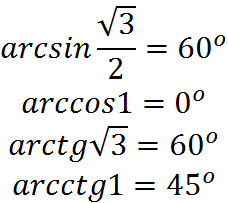 arcsin √3/2 = 60°
arccos1 = 0°
arctg√3 = 60°
arcctg1 = 45°